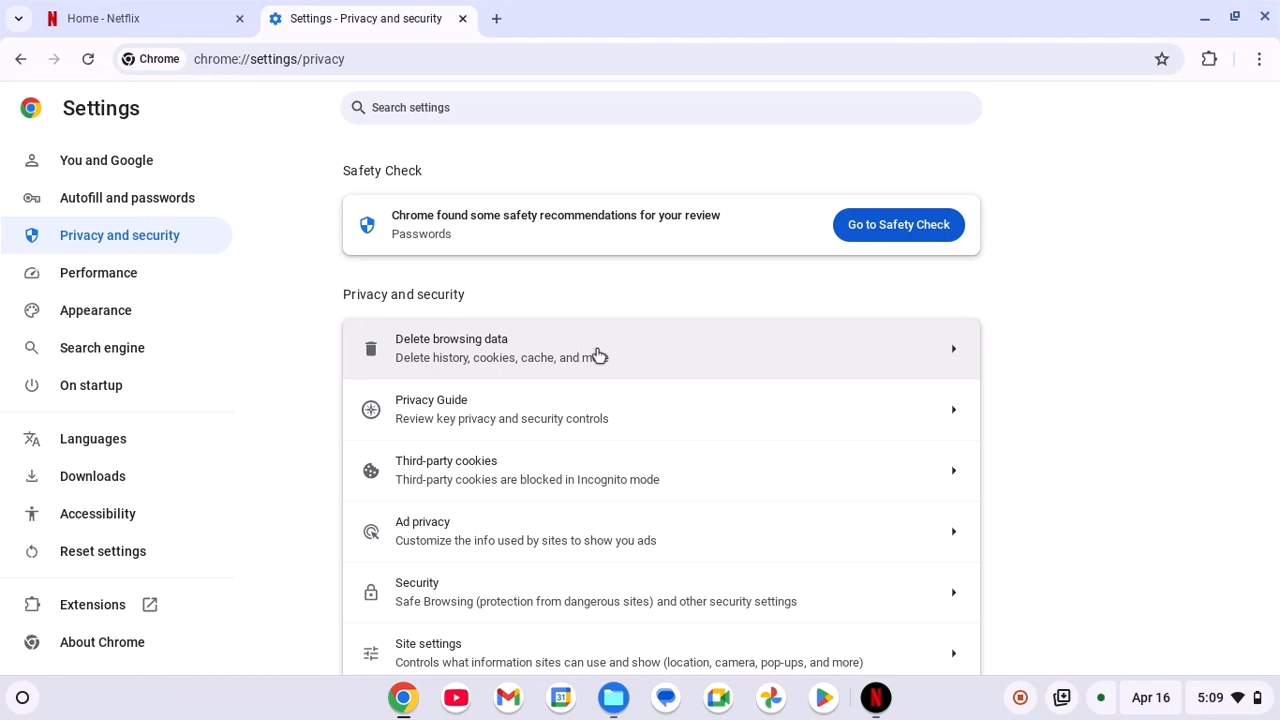 Home - Netflix
Settings - Privacy and security
Chrome
chrome://settings/privacy
Settings
Search settings
You and Google
Autofill and passwords
Privacy and security
Performance
Appearance
Search engine
On startup
Languages
Downloads
Accessibility
Reset settings
Extensions
About Chrome
Safety Check
Chrome found some safety recommendations for your review
Passwords
Go to Safety Check
Privacy and security
Delete browsing data
Delete history, cookies, cache, and more
Privacy Guide
Review key privacy and security controls
Third-party cookies
Third-party cookies are blocked in Incognito mode
Ad privacy
Customize the info used by sites to show you ads
Security
Safe Browsing (protection from dangerous sites) and other security settings
Site settings
Controls what information sites can use and show (location, camera, pop-ups, and more)
31
N
Apr 16
5:09